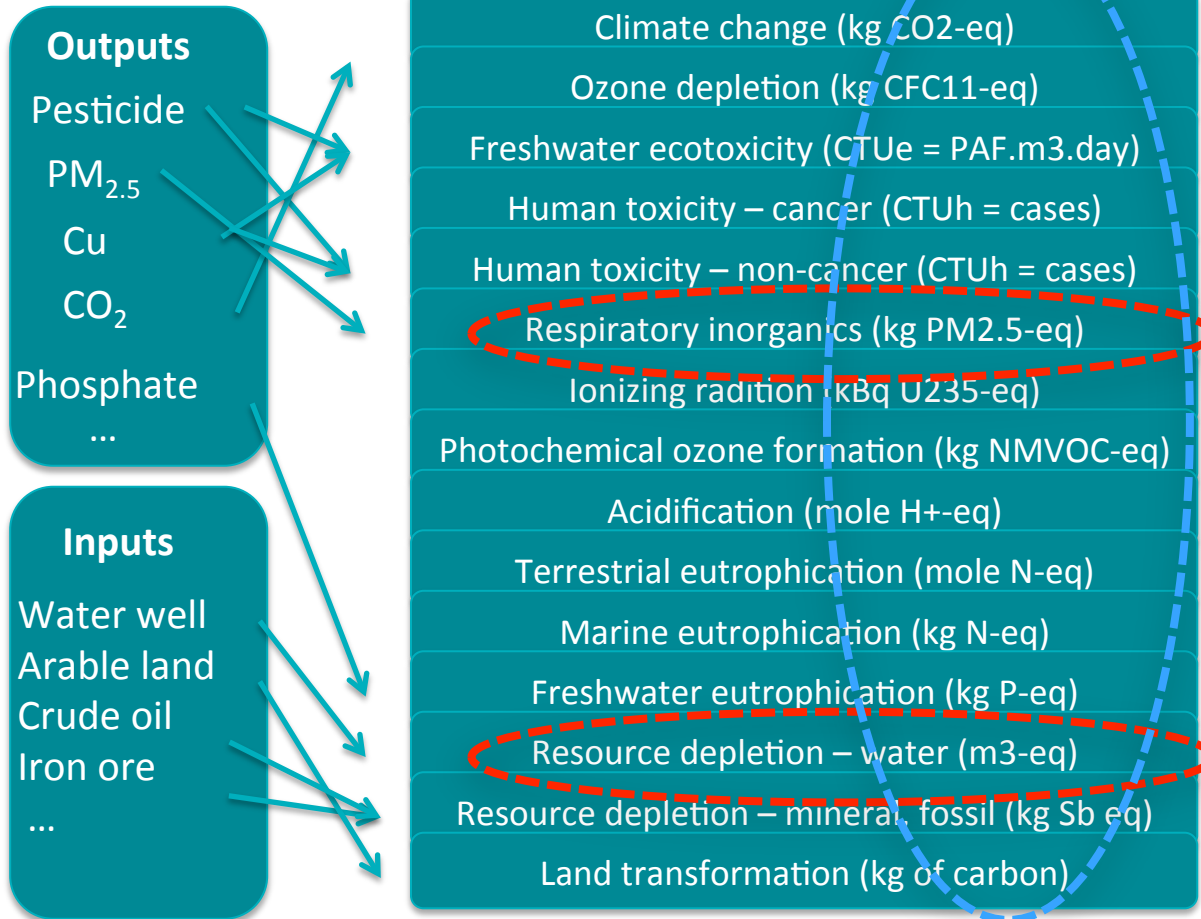 Outputs
Pesticide
PM2.5
Cu
CO2
Phosphate
...
Inputs
Water well
Arable land
Crude oil
Iron ore
...
Climate change (kg CO2-eq)
Ozone depletion (kg CFC11-eq)
Freshwater ecotoxicity (CTUe = PAF.m3.day)
Human toxicity – cancer (CTUh = cases)
Human toxicity – non-cancer (CTUh = cases)
Respiratory inorganics (kg PM2.5-eq)
Ionizing radition (kBq U235-eq)
Photochemical ozone formation (kg NMVOC-eq)
Acidification (mole H+-eq)
Terrestrial eutrophication (mole N-eq)
Marine eutrophication (kg N-eq)
Freshwater eutrophication (kg P-eq)
Resource depletion – water (m3-eq)
Resource depletion – mineral, fossil (kg Sb eq)
Land transformation (kg of carbon)